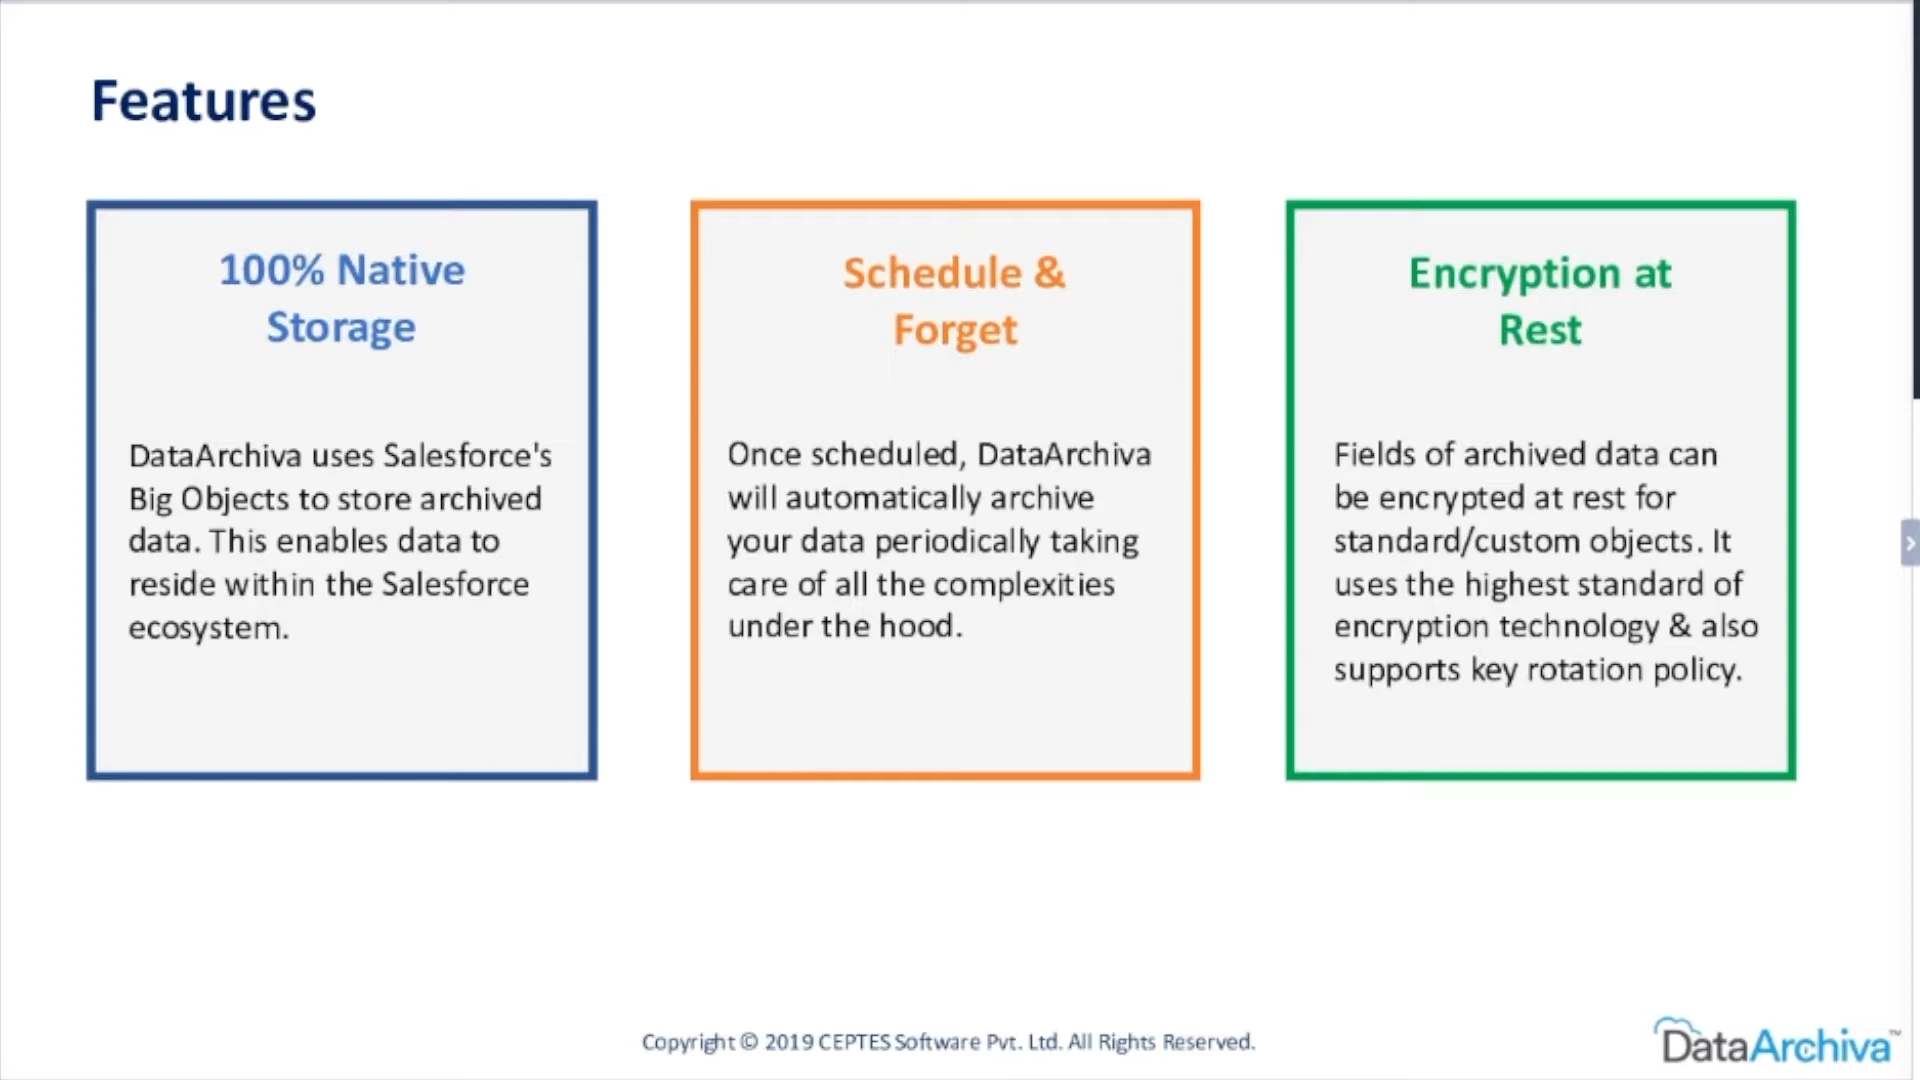 Features
100% Native
Storage
DataArchiva uses Salesforce's
Big Objects to store archived
data. This enables data to
reside within the Salesforce
ecosystem.
Schedule &
Forget
Once scheduled, DataArchiva
will automatically archive
your data periodically taking
care of all the complexities
under the hood.
Encryption at
Rest
Fields of archived data can
be encrypted at rest for
standard/custom objects. It
uses the highest standard of
encryption technology & also
supports key rotation policy.
Copyright © 2019 CEPTES Software Pvt. Ltd. All Rights Reserved.
DataArchiva™